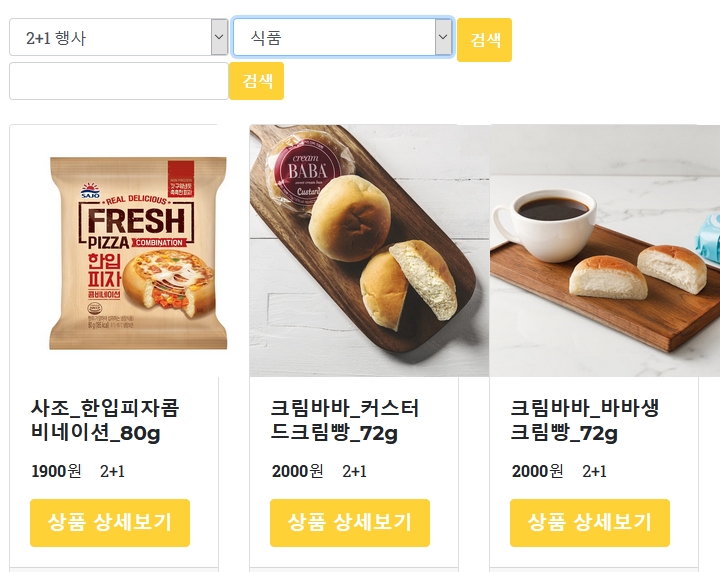 2+1 행사
식품
검색
검색
SAJO
REAL DELICIOUS
FRESH
PIZZA COMBINATION
한입
피자
콤비네이션
cream
BABA
Custard
사조_한입피자콤
비네이션_80g
1900원 2+1
상품 상세보기
크림바바_커스터
드크림빵_72g
2000원 2+1
상품 상세보기
크림바바_바바생
크림빵_72g
2000원 2+1
상품 상세보기